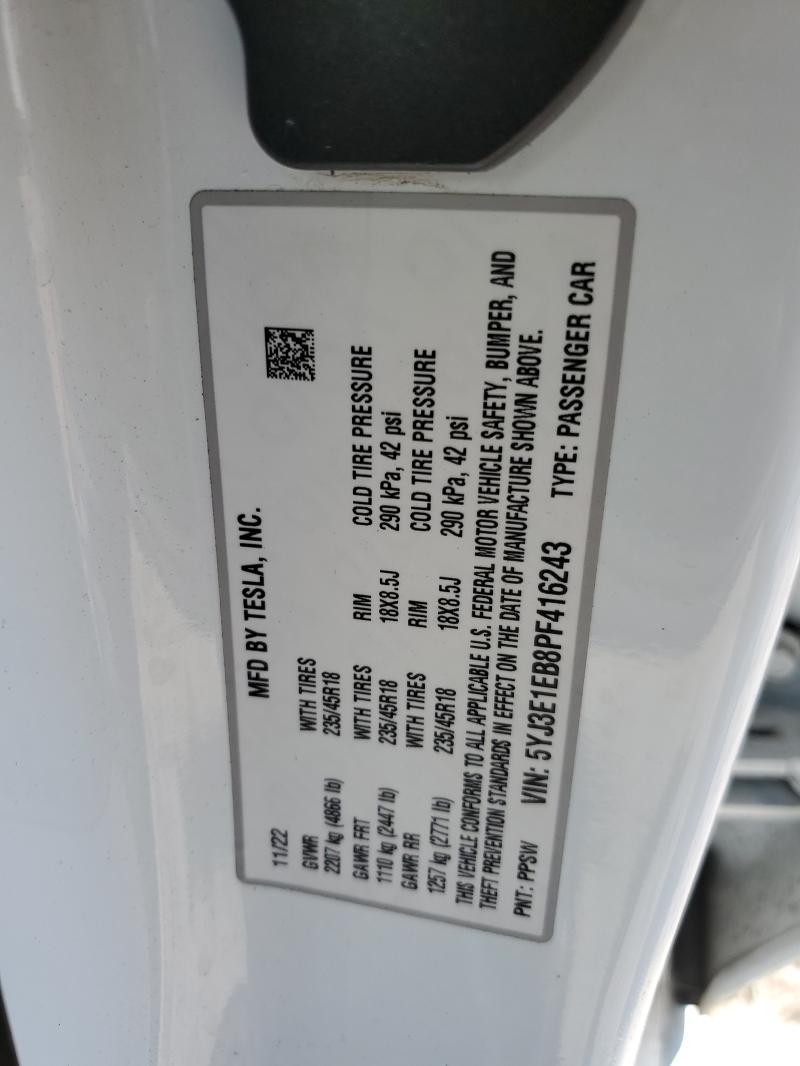 MFD BY TESLA, INC.
11/22
GVWR WITH TIRES
2207 kg (4866 lb) 235/45R18
GAWR FRT WITH TIRES RIM COLD TIRE PRESSURE
1110 kg (2447 lb) 235/45R18 18X8.5J 290 kPa, 42 psi
GAWR RR WITH TIRES RIM COLD TIRE PRESSURE
1257 kg (2771 lb) 235/45R18 18X8.5J 290 kPa, 42 psi
THIS VEHICLE CONFORMS TO ALL APPLICABLE U.S. FEDERAL MOTOR VEHICLE SAFETY, BUMPER, AND
THEFT PREVENTION STANDARDS IN EFFECT ON THE DATE OF MANUFACTURE SHOWN ABOVE.
PNT: PPSW VIN: 5YJ3E1EB8PF416243 TYPE: PASSENGER CAR